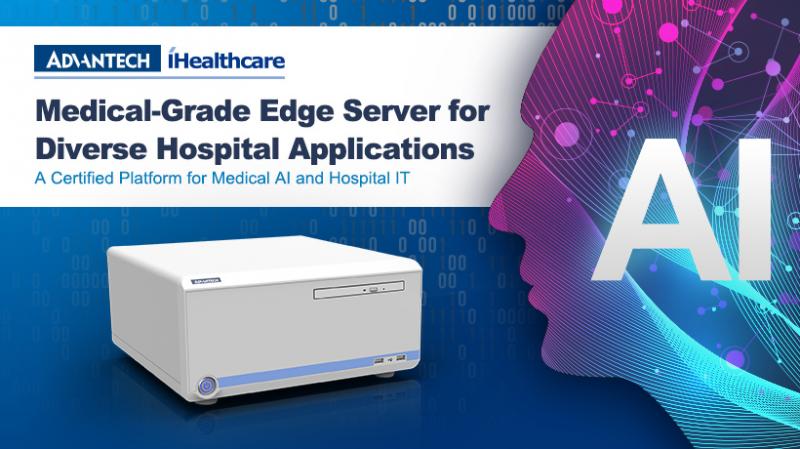 ADVANTECH iHealthcare
Medical-Grade Edge Server for
Diverse Hospital Applications
A Certified Platform for Medical AI and Hospital IT
AI
ADVANTECH